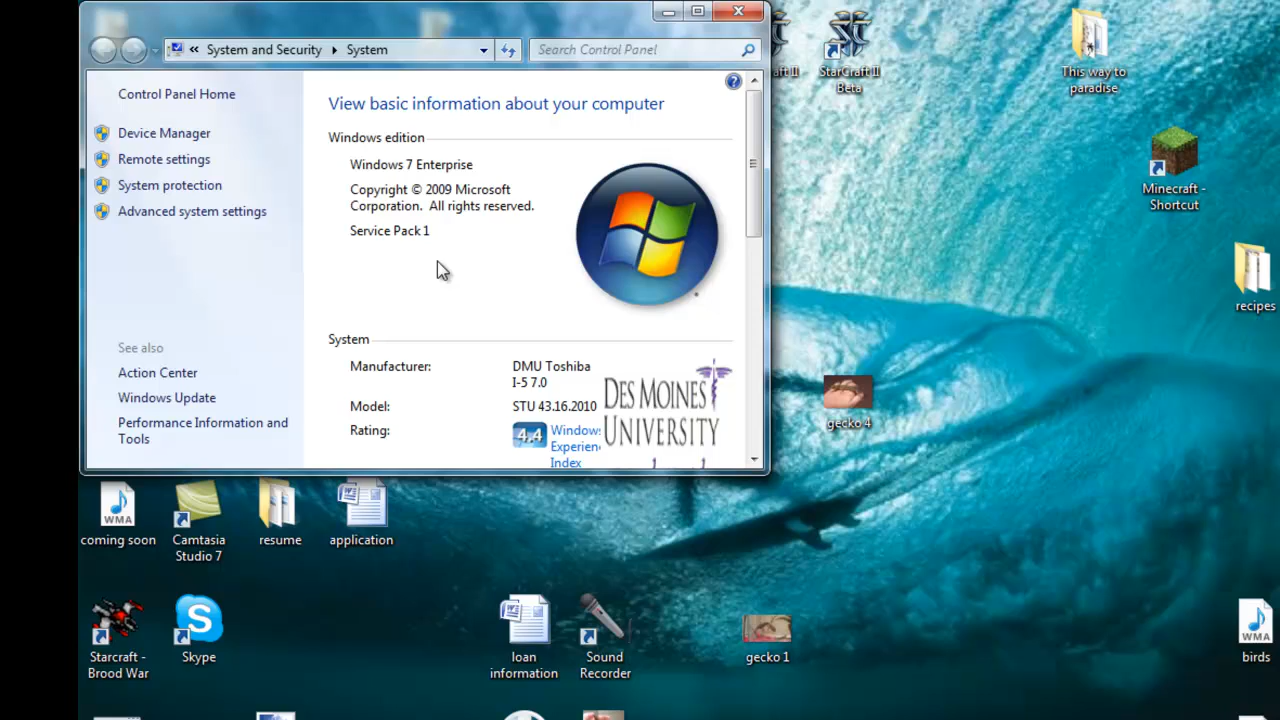 System and Security
System
Search Control Panel
Control Panel Home
Device Manager
Remote settings
System protection
Advanced system settings
See also
Action Center
Windows Update
Performance Information and
Tools
View basic information about your computer
Windows edition
Windows 7 Enterprise
Copyright © 2009 Microsoft
Corporation. All rights reserved.
Service Pack 1
System
Manufacturer:
DMU Toshiba
I-5 7.0
Model:
STU 43.16.2010
Rating:
4.4
Windows
Experien
Index
DES MOINES
UNIVERSITY
aft II
StarCraft II
Beta
This way to
paradise
Minecraft -
Shortcut
recipes
gecko 4
WMA
coming soon
Camtasia
Studio 7
resume
application
Starcraft -
Brood War
Skype
loan
information
Sound
Recorder
gecko 1
WMA
birds